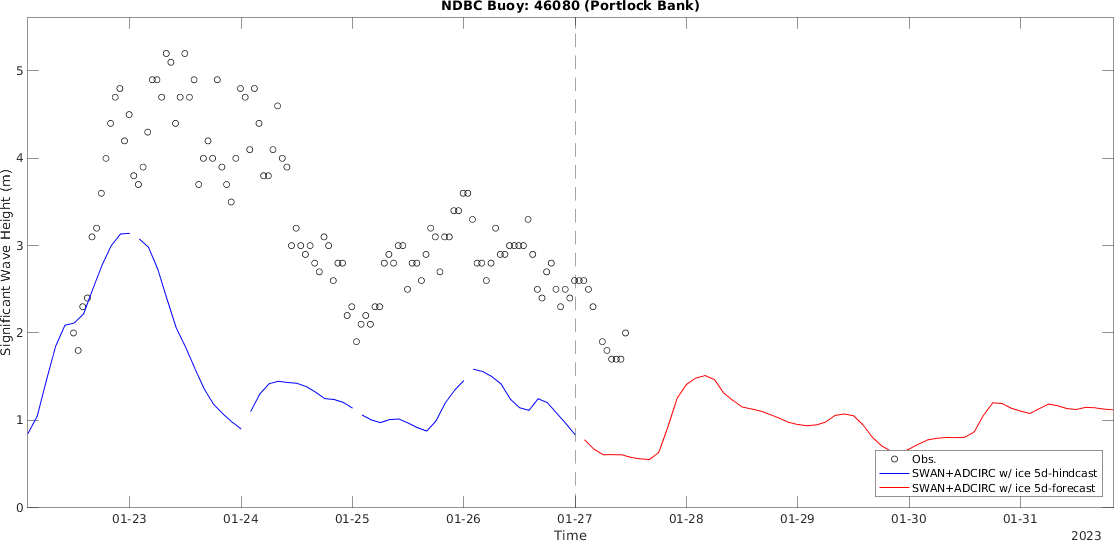 NDBC Buoy: 46080 (Portlock Bank)
Significant Wave Height (m)
5
4
3
2
1
0
Obs.
SWAN+ADCIRC w/ ice 5d-hindcast
SWAN+ADCIRC w/ ice 5d-forecast
01-23 01-24 01-25 01-26 01-27 01-28 01-29 01-30 01-31
Time
2023